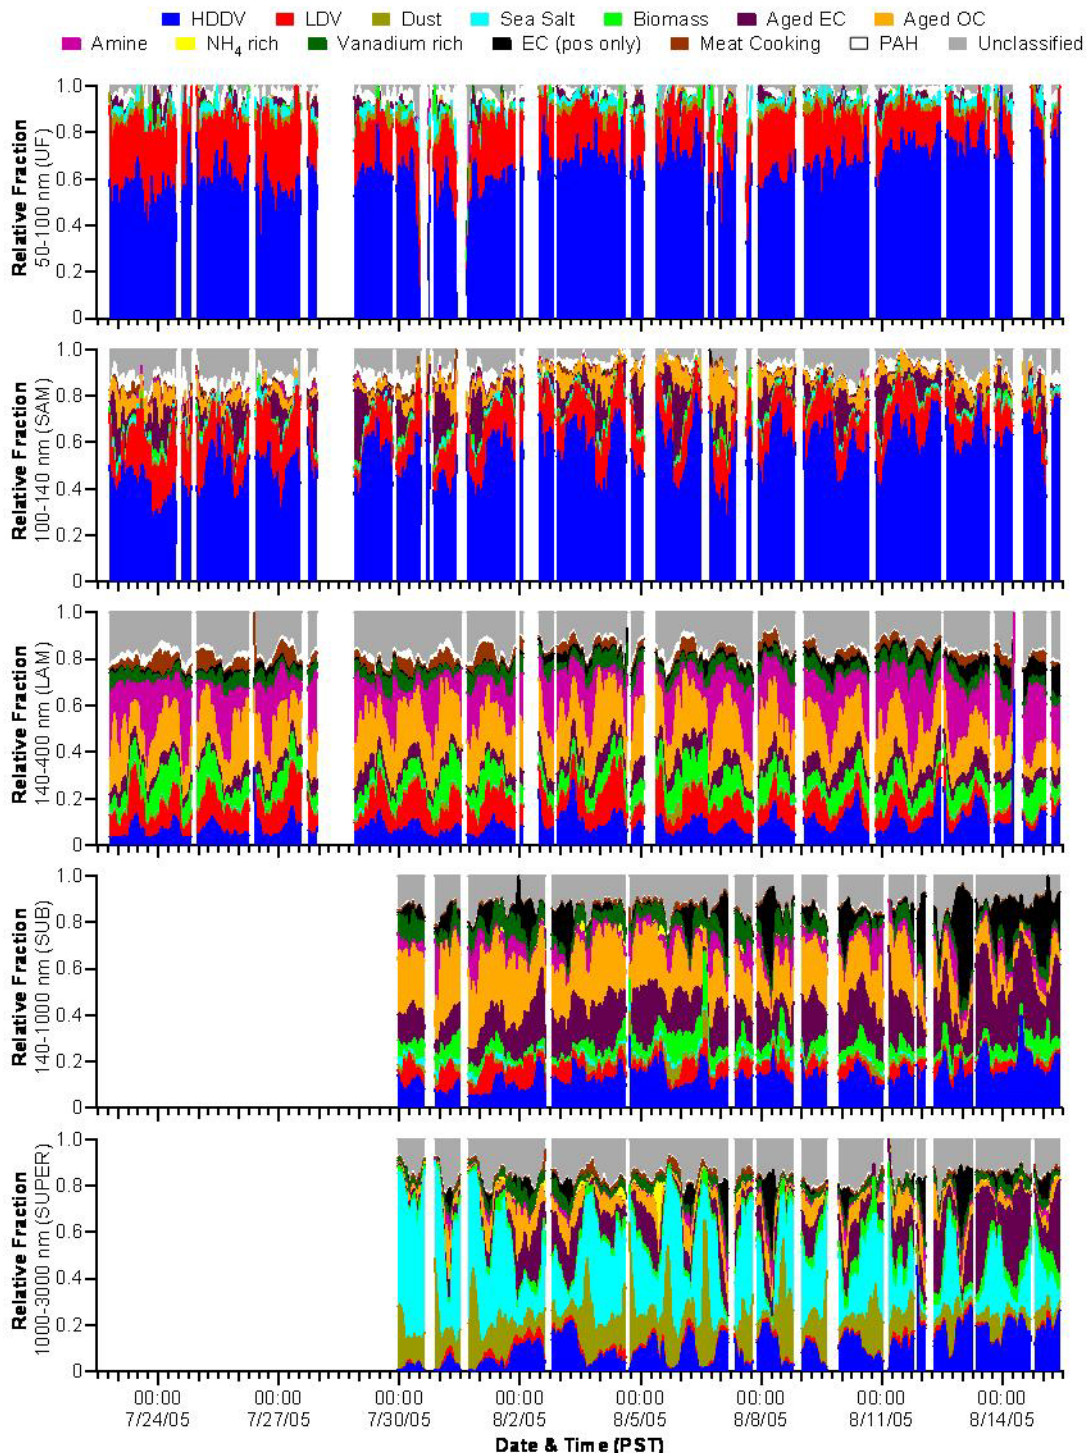 HDDV LDV Dust Sea Salt Biomass Aged EC Aged OC
Amine NH4 rich Vanadium rich EC (pos only) Meat Cooking PAH Unclassified
Relative Fraction
50-100 nm (UF)
1.0
0.8
0.6
0.4
0.2
0
Relative Fraction
100-140 nm (SAM)
1.0
0.8
0.6
0.4
0.2
0
Relative Fraction
140-400 nm (LAM)
1.0
0.8
0.6
0.4
0.2
0
Relative Fraction
140-1000 nm (SUB)
1.0
0.8
0.6
0.4
0.2
0
Relative Fraction
1000-3000 nm (SUPER)
1.0
0.8
0.6
0.4
0.2
0
00:00 00:00 00:00 00:00 00:00 00:00 00:00 00:00
7/24/05 7/27/05 7/30/05 8/2/05 8/5/05 8/8/05 8/11/05 8/14/05
Date & Time (PST)